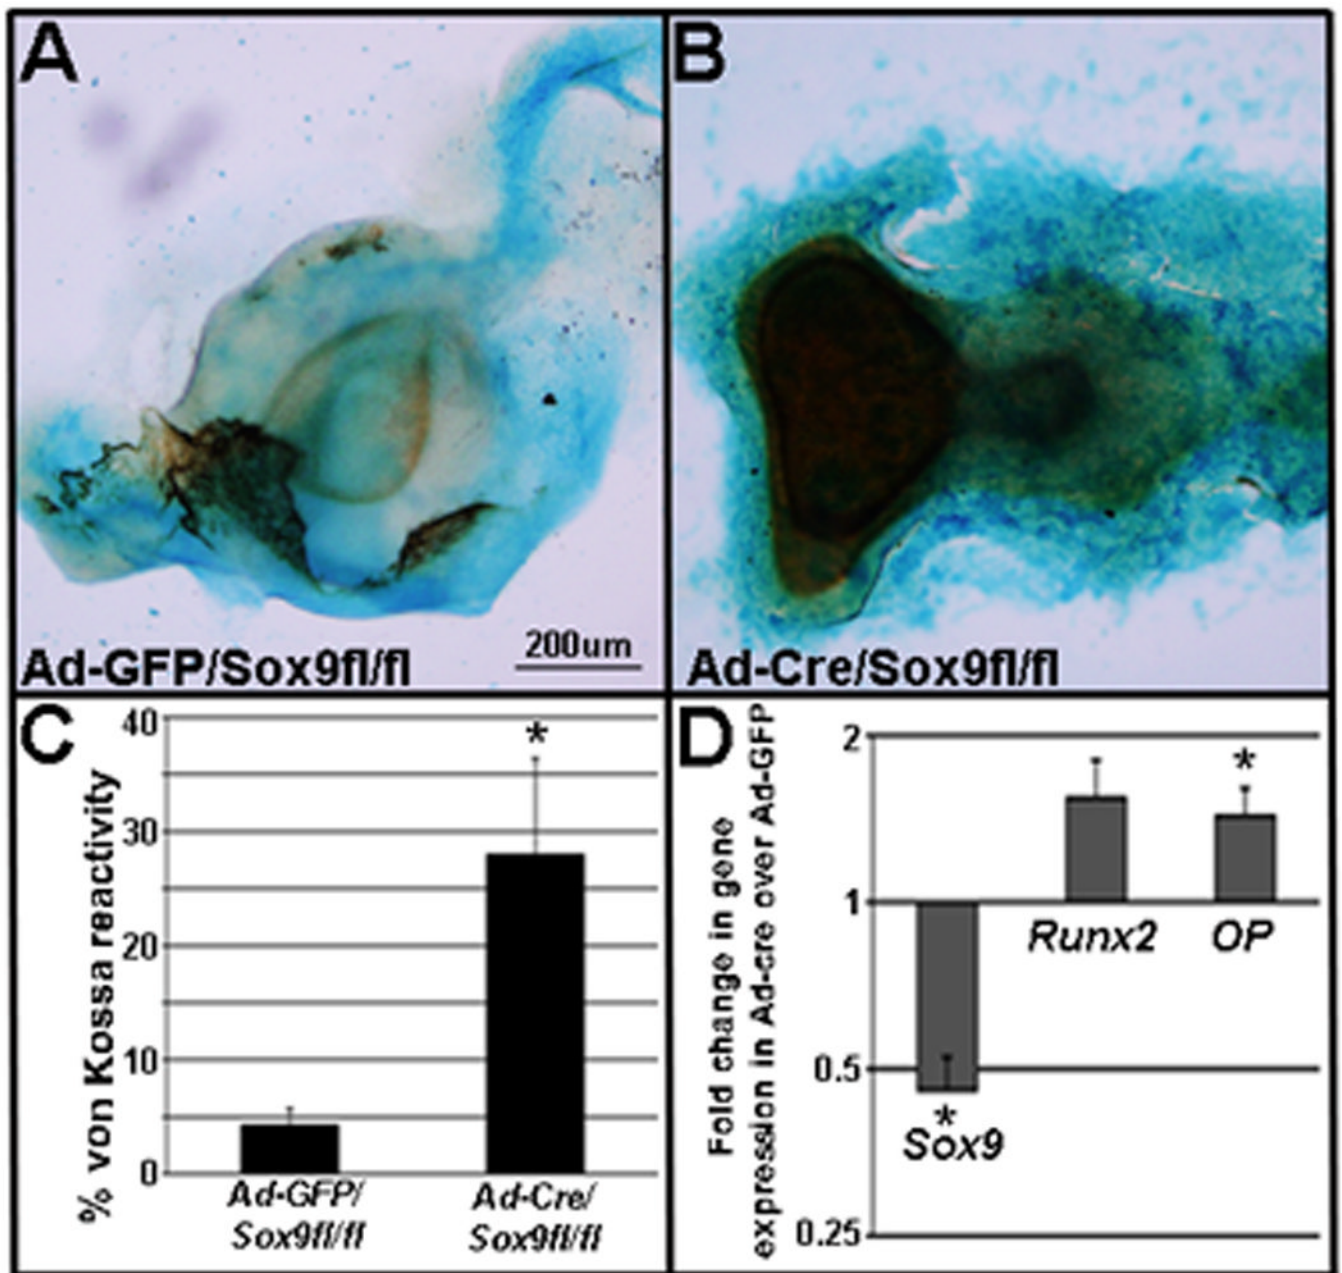 A
B
200um
Ad-GFP/Sox9fl/fl
Ad-Cre/Sox9fl/fl
C
% von Kossa reactivity
40
30
20
10
0
*
Ad-GFP/
Sox9fl/fl
Ad-Cre/
Sox9fl/fl
D
Fold change in gene
expression in Ad-cre over Ad-GFP
2
1
0.5
0.25
*
Runx2
OP
*
Sox9